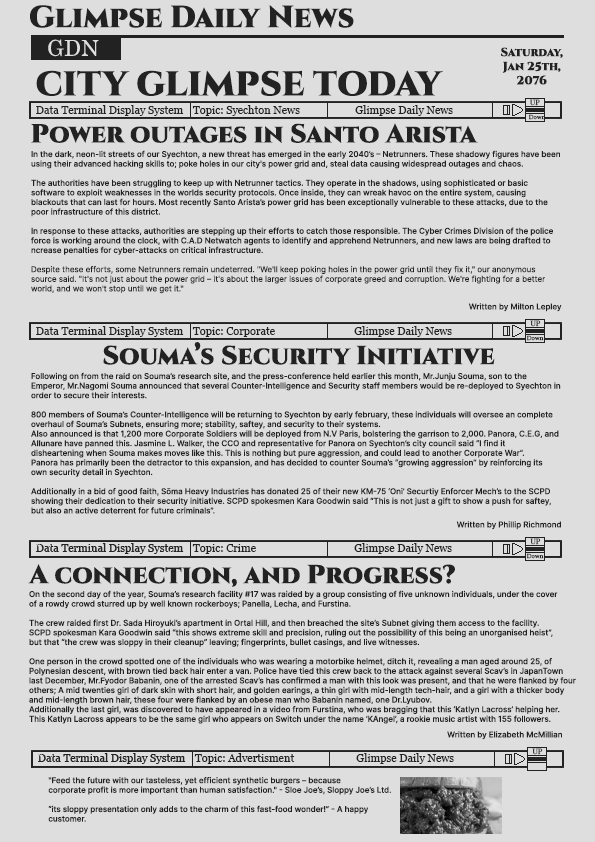 Glimpse Daily News
GDN
Saturday,
Jan 25th,
2076
CITY GLIMPSE TODAY
Data Terminal Display System Topic: Syechton News Glimpse Daily News UP Down
Power outages in Santo Arista
In the dark, neon-lit streets of our Syechton, a new threat has emerged in the early 2040's – Netrunners. These shadowy figures have been
using their advanced hacking skills to; poke holes in our city's power grid and, steal data causing widespread outages and chaos.
The authorities have been struggling to keep up with Netrunner tactics. They operate in the shadows, using sophisticated or basic
software to exploit weaknesses in the worlds security protocols. Once inside, they can wreak havoc on the entire system, causing
blackouts that can last for hours. Most recently Santo Arista's power grid has been exceptionally vulnerable to these attacks, due to the
poor infrastructure of this district.
In response to these attacks, authorities are stepping up their efforts to catch those responsible. The Cyber Crimes Division of the police
force is working around the clock, with C.A.D Netwatch agents to identify and apprehend Netrunners, and new laws are being drafted to
ncrease penalties for cyber-attacks on critical infrastructure.
Despite these efforts, some Netrunners remain undeterred. "We'll keep poking holes in the power grid until they fix it," our anonymous
source said. "It's not just about the power grid – it's about the larger issues of corporate greed and corruption. We're fighting for a better
world, and we won't stop until we get it."
Written by Milton Lepley
Data Terminal Display System Topic: Corporate Glimpse Daily News UP Down
Souma's Security Initiative
Following on from the raid on Souma's research site, and the press-conference held earlier this month, Mr.Junju Souma, son to the
Emperor, Mr.Nagomi Souma announced that several Counter-Intelligence and Security staff members would be re-deployed to Syechton in
order to secure their interests.
800 members of Souma's Counter-Intelligence will be returning to Syechton by early february, these individuals will oversee an complete
overhaul of Souma's Subnets, ensuring more; stability, saftey, and security to their systems.
Also announced is that 1,200 more Corporate Soldiers will be deployed from N.V Paris, bolstering the garrison to 2,000. Panora, C.E.G, and
Allunare have panned this. Jasmine L. Walker, the CCO and representative for Panora on Syechton's city council said "I find it
disheartening when Souma makes moves like this. This is nothing but pure aggression, and could lead to another Corporate War".
Panora has primarily been the detractor to this expansion, and has decided to counter Souma's "growing aggression" by reinforcing its
own security detail in Syechton.
Additionally in a bid of good faith, Sōma Heavy Industries has donated 25 of their new KM-75 'Oni' Securtiy Enforcer Mech's to the SCPD
showing their dedication to their security initiative. SCPD spokesmen Kara Goodwin said "This is not just a gift to show a push for saftey,
but also an active deterrent for future criminals".
Written by Phillip Richmond
Data Terminal Display System Topic: Crime Glimpse Daily News UP Down
A connection, and Progress?
On the second day of the year, Souma's research facility #17 was raided by a group consisting of five unknown individuals, under the cover
of a rowdy crowd sturred up by well known rockerboys; Panella, Lecha, and Furstina.
The crew raided first Dr. Sada Hiroyuki's apartment in Ortal Hill, and then breached the site's Subnet giving them access to the facility.
SCPD spokesman Kara Goodwin said "this shows extreme skill and precision, ruling out the possibility of this being an unorganised heist",
but that "the crew was sloppy in their cleanup" leaving; fingerprints, bullet casings, and live witnesses.
One person in the crowd spotted one of the individuals who was wearing a motorbike helmet, ditch it, revealing a man aged around 25, of
Polynesian descent, with brown tied back hair enter a van. Police have tied this crew back to the attack against several Scav's in JapanTown
last December, Mr.Fyodor Babanin, one of the arrested Scav's has confirmed a man with this look was present, and that he were flanked by four
others; A mid twenties girl of dark skin with short hair, and golden earings, a thin girl with mid-length tech-hair, and a girl with a thicker body
and mid-length brown hair, these four were flanked by an obese man who Babanin named, one Dr.Lyubov.
Additionally the last girl, was discovered to have appeared in a video from Furstina, who was bragging that this 'Katlyn Lacross' helping her.
This Katlyn Lacross appears to be the same girl who appears on Switch under the name 'KAngel', a rookie music artist with 155 followers.
Written by Elizabeth McMillian
Data Terminal Display System Topic: Advertisment Glimpse Daily News UP Down
"Feed the future with our tasteless, yet efficient synthetic burgers – because
corporate profit is more important than human satisfaction." - Sloe Joe's, Sloppy Joe's Ltd.
"its sloppy presentation only adds to the charm of this fast-food wonder!" - A happy
customer.